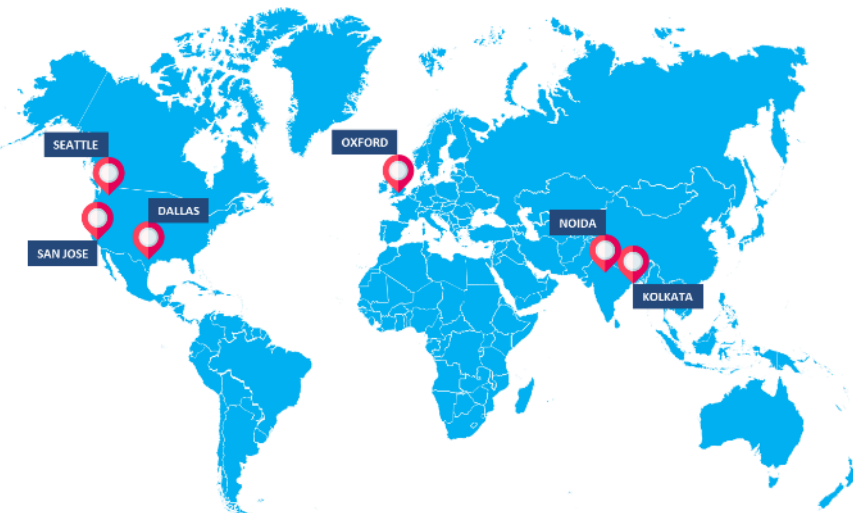 SEATTLE
OXFORD
DALLAS
NOIDA
SAN JOSE
KOLKATA